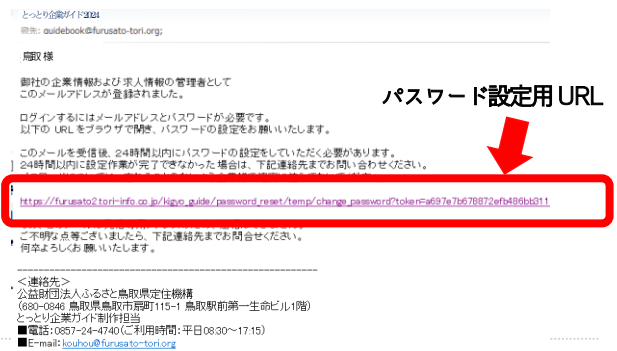 とっとり企業ガイド2024
宛先: guidebook@furusato-tori.org;
鳥取 様
御社の企業情報および求人情報の管理者として
このメールアドレスが登録されました。
パスワード設定用 URL
ログインするにはメールアドレスとパスワードが必要です。
以下の URL をブラウザで開き、パスワードの設定をお願いいたします。
このメールを受信後、24時間以内にパスワードの設定をしていただく必要があります。
24時間以内に設定作業が完了できなかった場合は、下記連絡先までお問い合わせください。
https://furusato2.tori-info.co.jp/kigyo_guide/password_reset/temp/change_password?token=a697e7b678872efb486bb311
ご不明な点等ございましたら、下記連絡先までお問合せください。
何卒よろしくお願いいたします。
＜連絡先＞
公益財団法人ふるさと鳥取県定住機構
(680-0846 鳥取県鳥取市扇町115-1 鳥取駅前第一生命ビル1階)
とっとり企業ガイド制作担当
■電話：0857-24-4740（ご利用時間：平日08:30～17:15）
■E-mail：kouhou@furusato-tori.org